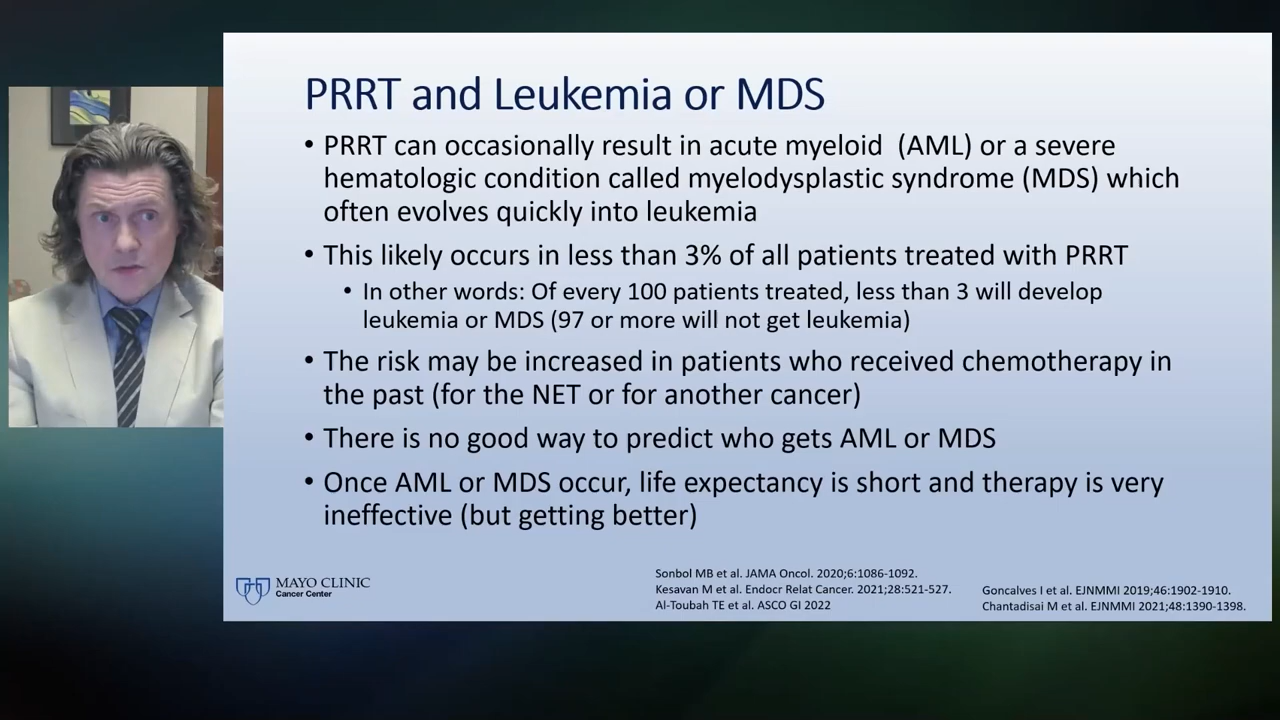 PRRT and Leukemia or MDS
• PRRT can occasionally result in acute myeloid (AML) or a severe
hematologic condition called myelodysplastic syndrome (MDS) which
often evolves quickly into leukemia
• This likely occurs in less than 3% of all patients treated with PRRT
• In other words: Of every 100 patients treated, less than 3 will develop
leukemia or MDS (97 or more will not get leukemia)
• The risk may be increased in patients who received chemotherapy in
the past (for the NET or for another cancer)
• There is no good way to predict who gets AML or MDS
• Once AML or MDS occur, life expectancy is short and therapy is very
ineffective (but getting better)
MAYO CLINIC
Cancer Center
Sonbol MB et al. JAMA Oncol. 2020;6:1086-1092.
Kesavan M et al. Endocr Relat Cancer. 2021;28:521-527.
Al-Toubah TE et al. ASCO GI 2022
Goncalves I et al. EJNMMI 2019;46:1902-1910.
Chantadisai M et al. EJNMMI 2021;48:1390-1398.